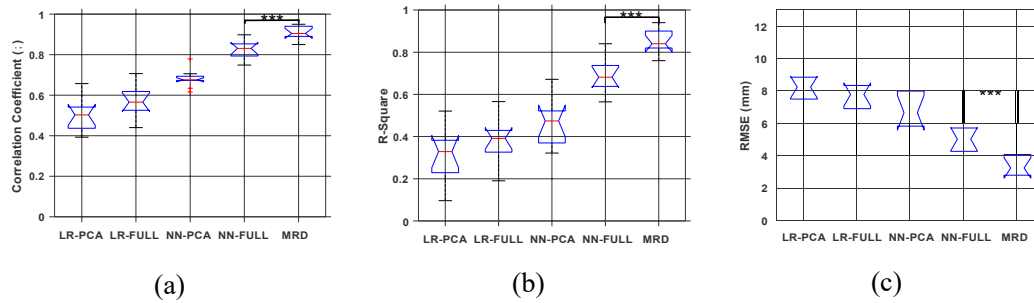 Correlation Coefficient (:)
1
0.8
0.6
0.4
0.2
0
***
LR-PCA LR-FULL NN-PCA NN-FULL MRD
(a)
R-Square
1
0.8
0.6
0.4
0.2
0
***
LR-PCA LR-FULL NN-PCA NN-FULL MRD
(b)
RMSE (mm)
12
10
8
6
4
2
0
***
LR-PCA LR-FULL NN-PCA NN-FULL MRD
(c)